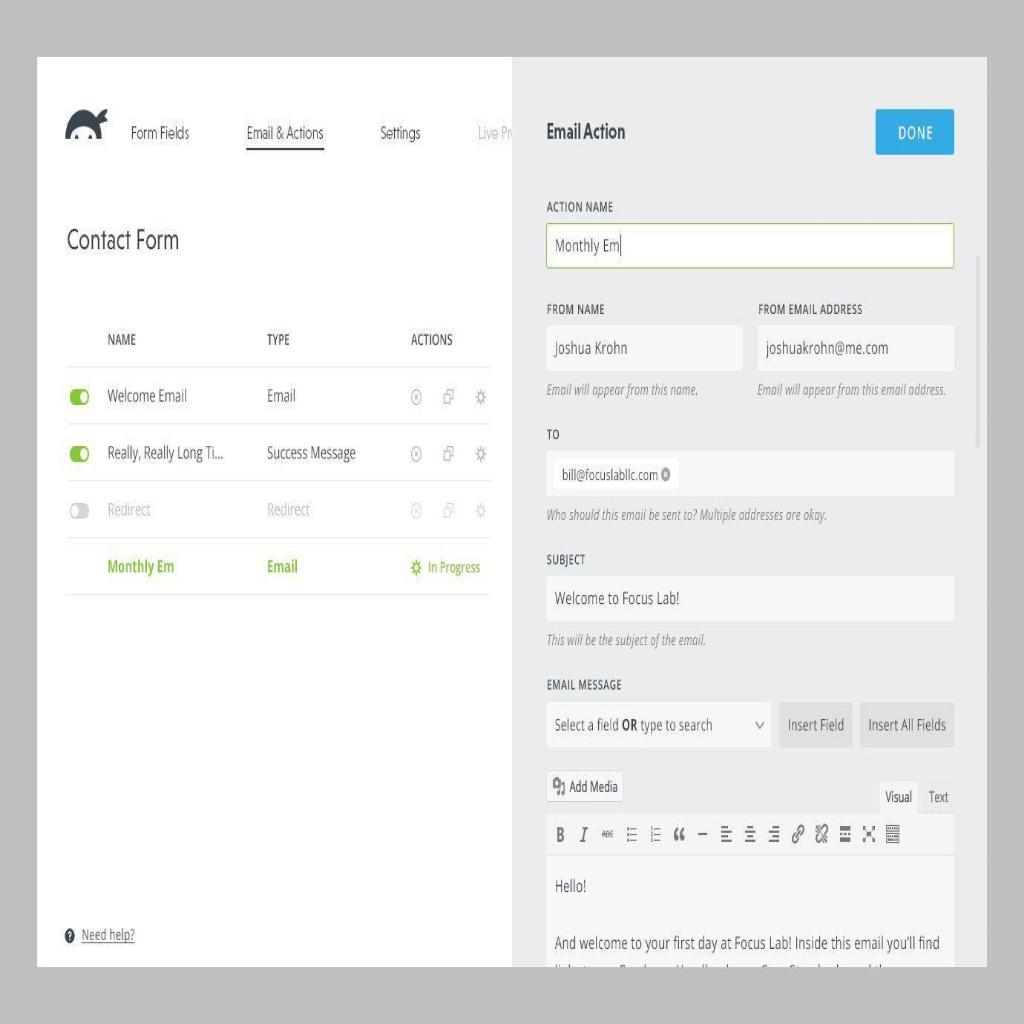 Form Fields
Email & Actions
Settings
Live Pr
Contact Form
NAME TYPE ACTIONS
Welcome Email Email
Really, Really Long Ti... Success Message
Redirect Redirect
Monthly Em Email In Progress
Need help?
Email Action
DONE
ACTION NAME
Monthly Em
FROM NAME FROM EMAIL ADDRESS
Joshua Krohn joshuakrohn@me.com
Email will appear from this name. Email will appear from this email address.
TO
bill@focuslabllc.com
Who should this email be sent to? Multiple addresses are okay.
SUBJECT
Welcome to Focus Lab!
This will be the subject of the email.
EMAIL MESSAGE
Select a field OR type to search Insert Field Insert All Fields
Add Media Visual Text
B I ABC
Hello!
And welcome to your first day at Focus Lab! Inside this email you'll find